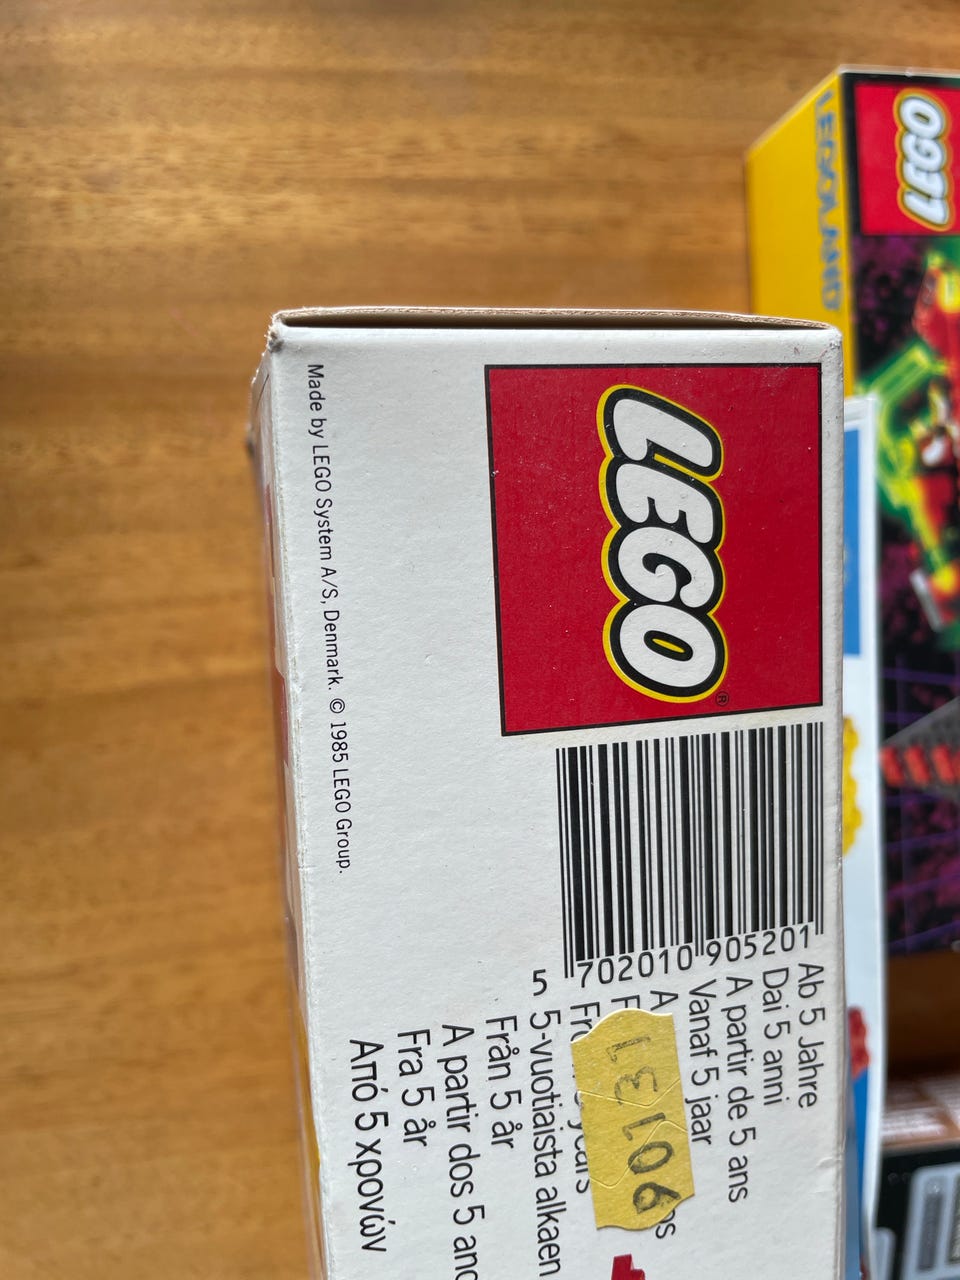 LEGO®
5 702010 905201
Ab 5 Jahre
Dai 5 anni
A partir de 5 ans
Vanaf 5 jaar
A
5-vuotiaista alkaen
Från 5 år
A partir dos 5
Fra 5 år
Από 5 χρονών
Made by LEGO System A/S, Denmark. © 1985 LEGO Group.
LEGOLAND
LEGO